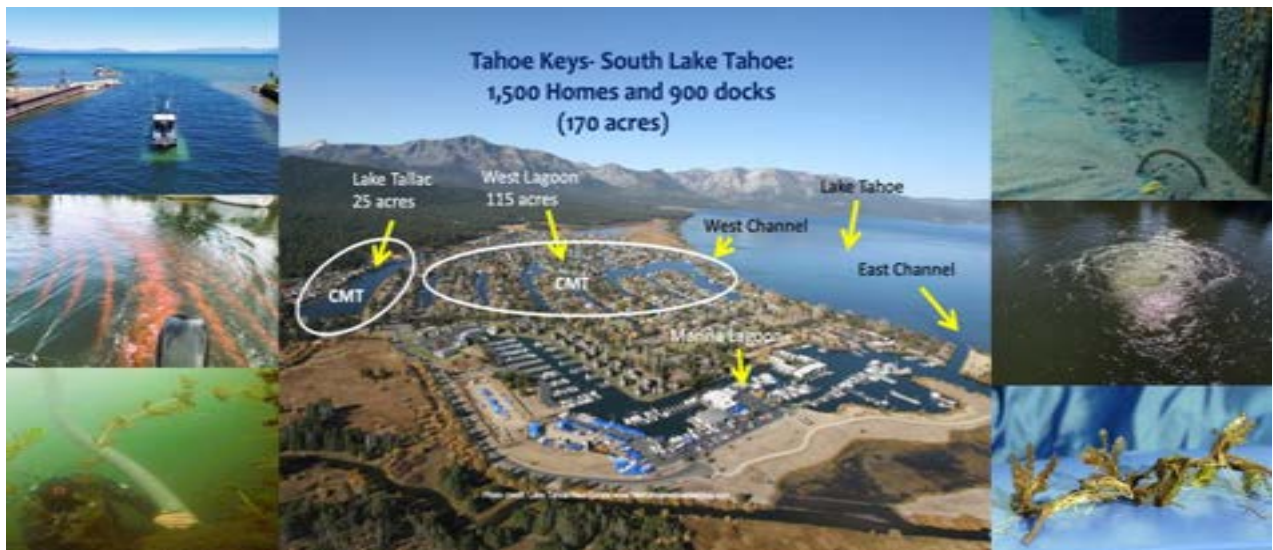 Tahoe Keys- South Lake Tahoe:
1,500 Homes and 900 docks
(170 acres)
Lake Tallac
25 acres
West Lagoon
115 acres
Lake Tahoe
West Channel
East Channel
CMT
CMT
Marina Lagoon